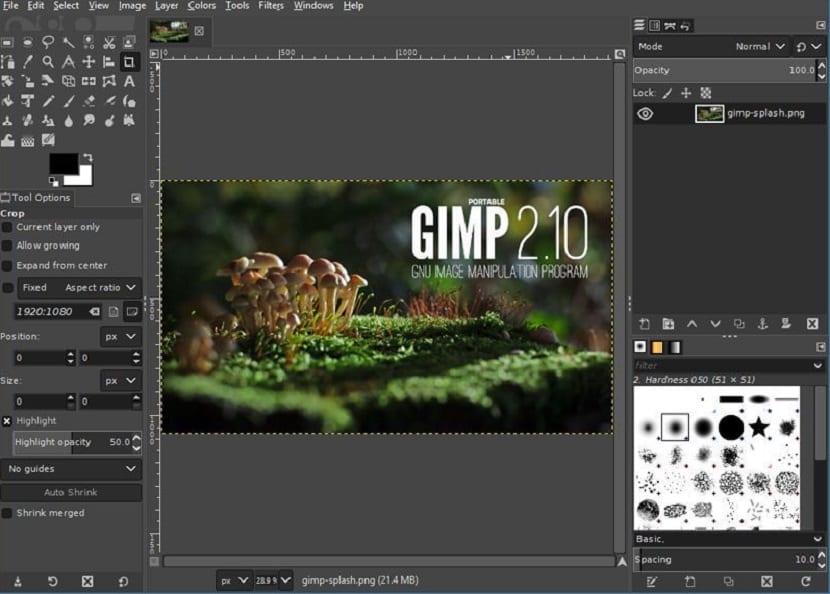 File Edit Select View Image Layer Colors Tools Filters Windows Help
0 500 1000 1500
Mode Normal
Opacity 100.0
Lock:
gimp-splash.png
PORTABLE
GIMP 2.10
GNU IMAGE MANIPULATION PROGRAM
Tool Options
Crop
Current layer only
Allow growing
Expand from center
Fixed Aspect ratio
1920:1080
Position: px
0 0
Size: px
0 0
Highlight
Highlight opacity 50.0
No guides
Auto Shrink
Shrink merged
px 28.9 % gimp-splash.png (21.4 MB)
filter
2. Hardness 050 (51 × 51)
Basic,
Spacing 10.0